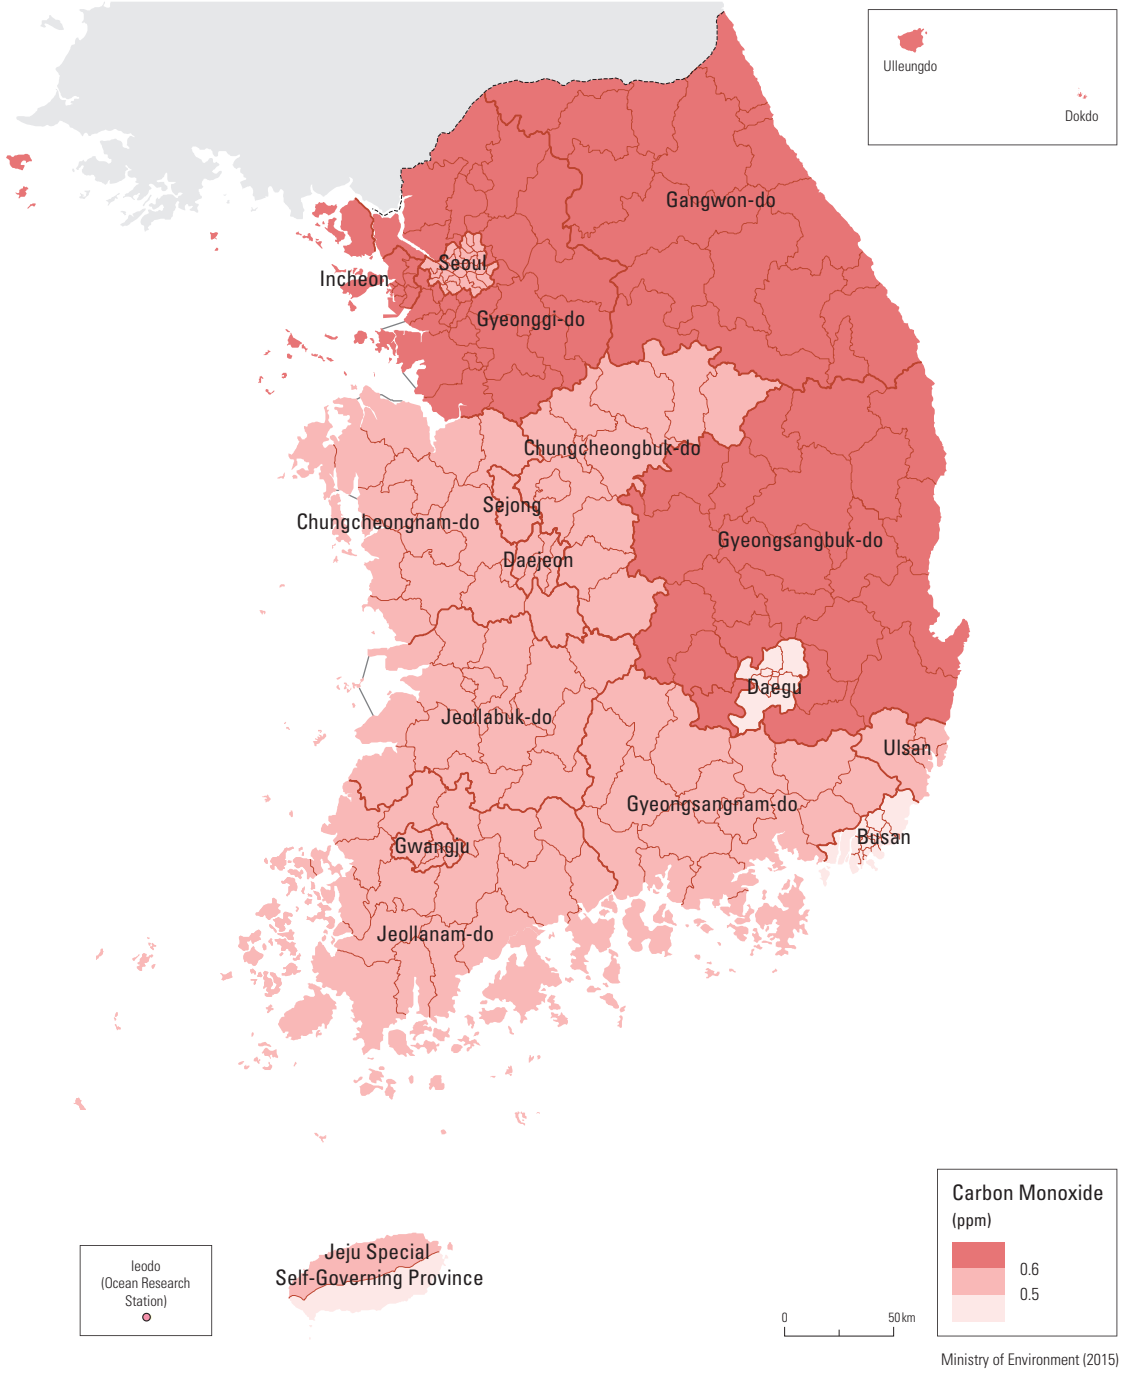 Ulleungdo
Dokdo
Gangwon-do
Seoul
Incheon
Gyeonggi-do
Chungcheongbuk-do
Sejong
Chungcheongnam-do
Gyeongsangbuk-do
Daejeon
Daegu
Jeollabuk-do
Ulsan
Gyeongsangnam-do
Busan
Gwangju
Jeollanam-do
Jeju Special
Self-Governing Province
Ieodo
(Ocean Research
Station)
Carbon Monoxide
(ppm)
0.6
0.5
0
50 km
Ministry of Environment (2015)